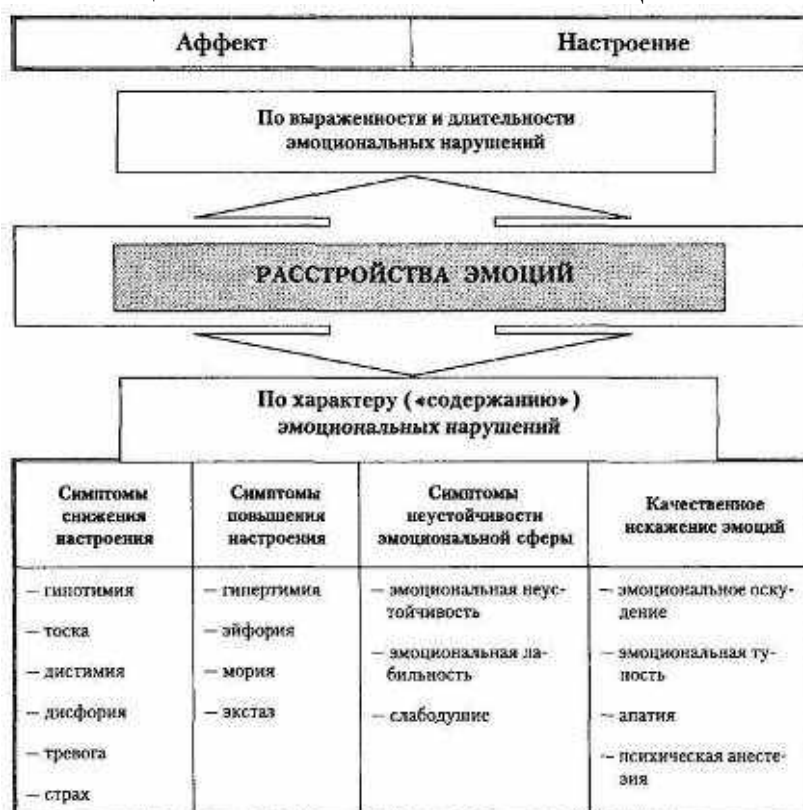 Аффект
Настроение
По выраженности и длительности
эмоциональных нарушений
РАССТРОЙСТВА ЭМОЦИЙ
По характеру («содержанию»)
эмоциональных нарушений
Симптомы
снижения
настроения
Симптомы
повышения
настроения
Симптомы
неустойчивости
эмоциональной сферы
Качественное
искажение эмоций
— гипотимия
— тоска
— дистимия
— дисфория
— тревога
— страх
— гипертимия
— эйфория
— мория
— экстаз
— эмоциональная неус-
тойчивость
— эмоциональная ла-
бильность
— слабодушие
— эмоциональное оску-
дение
— эмоциональная ту-
пость
— апатия
— психическая анесте-
зия